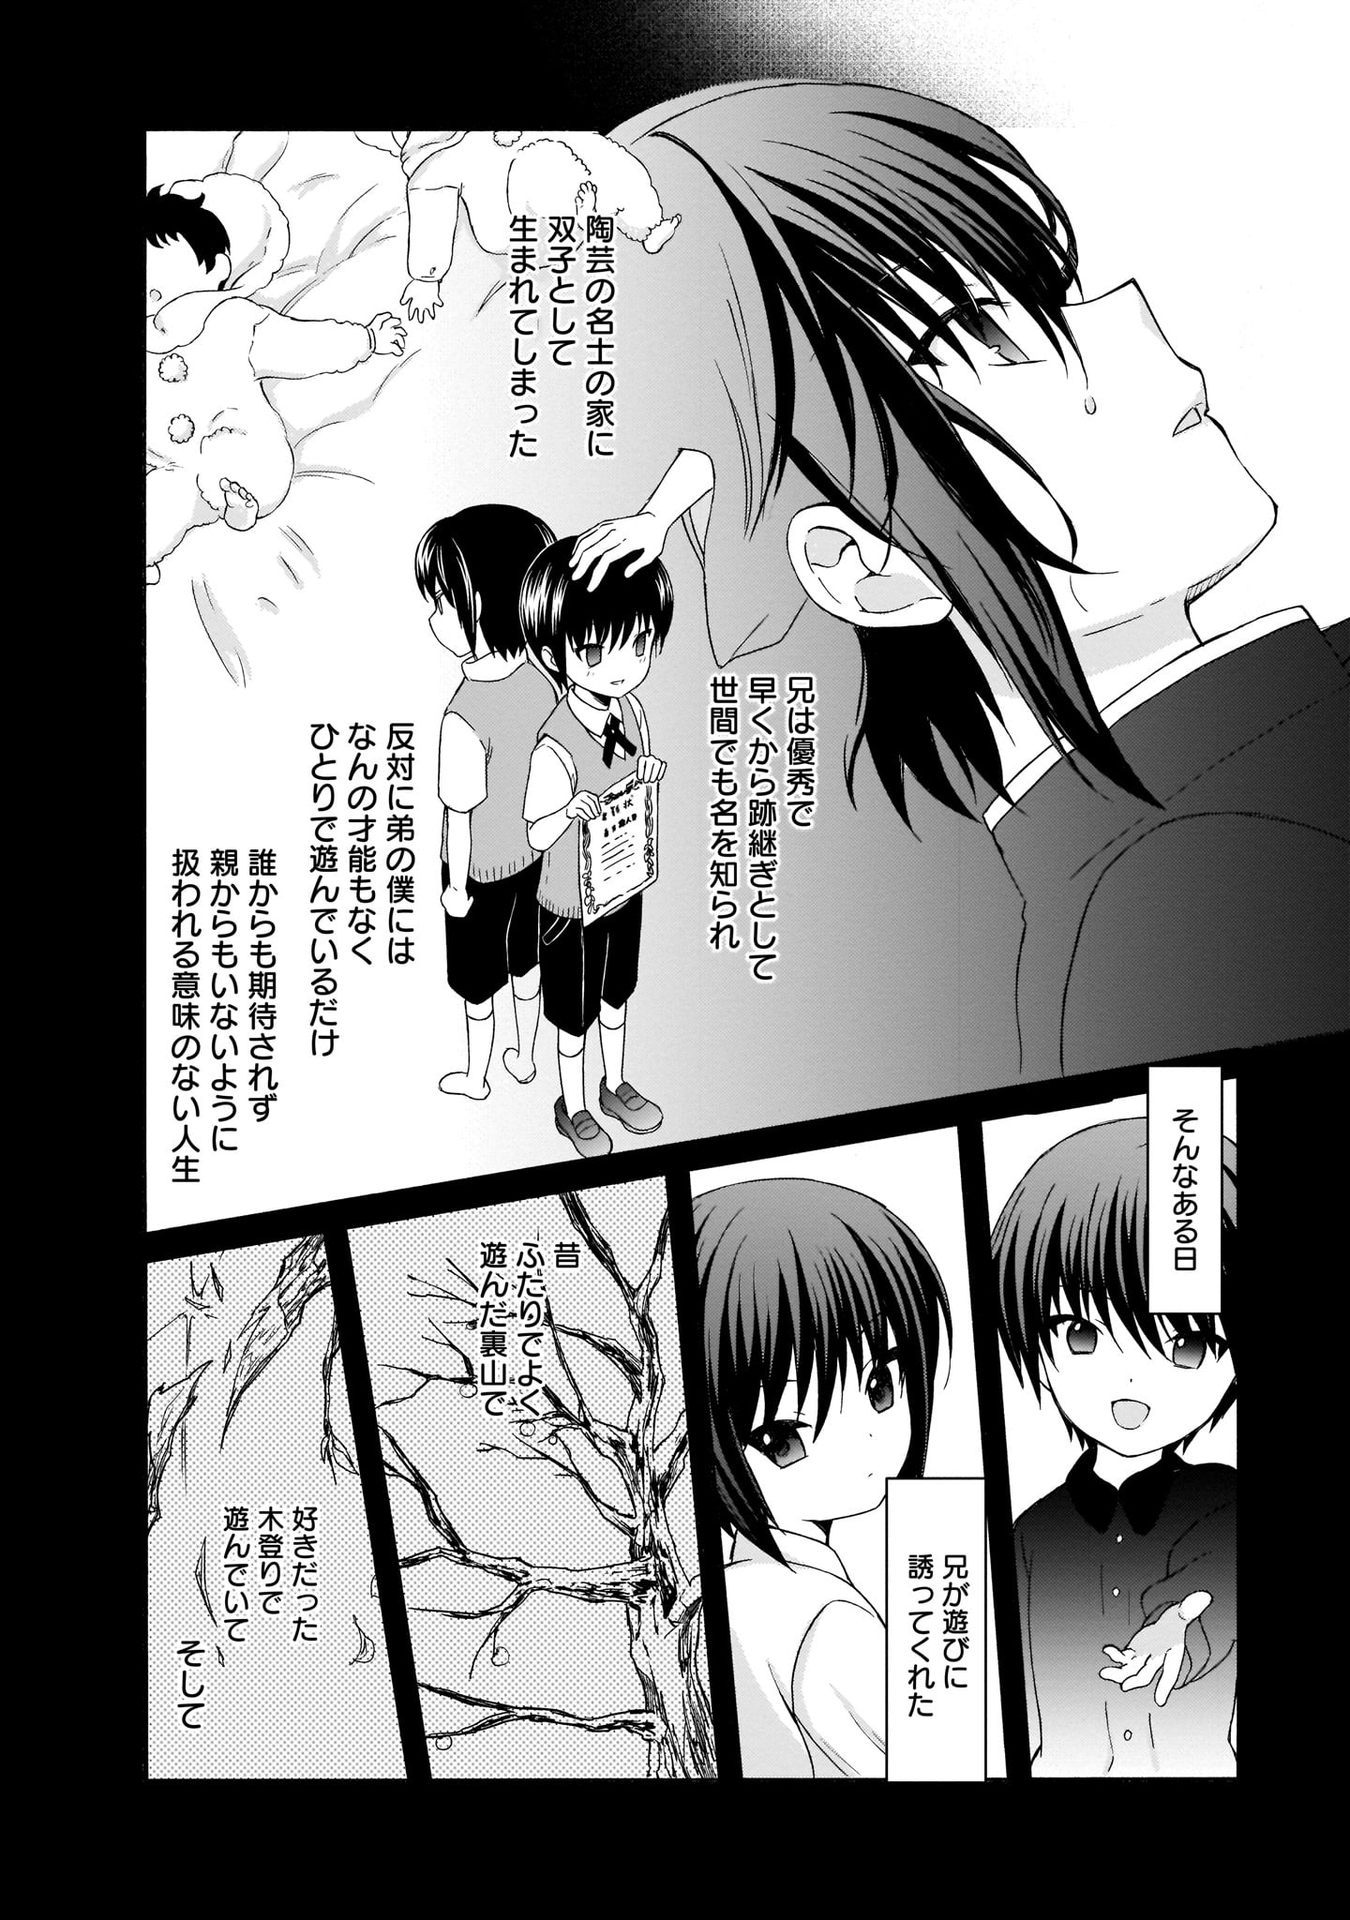 陶芸の名士の家に
双子として
生まれてしまった
兄は優秀で
早くから跡継ぎとして
世間でも名を知られ
反対に弟の僕には
なんの才能もなく
ひとりで遊んでいるだけ
誰からも期待されず
親からもいないように
扱われる意味のない人生
そんなある日
兄が遊びに
誘ってくれた
昔
ふたりでよく
遊んだ裏山で
好きだった
木登りで
遊んでいて
そして